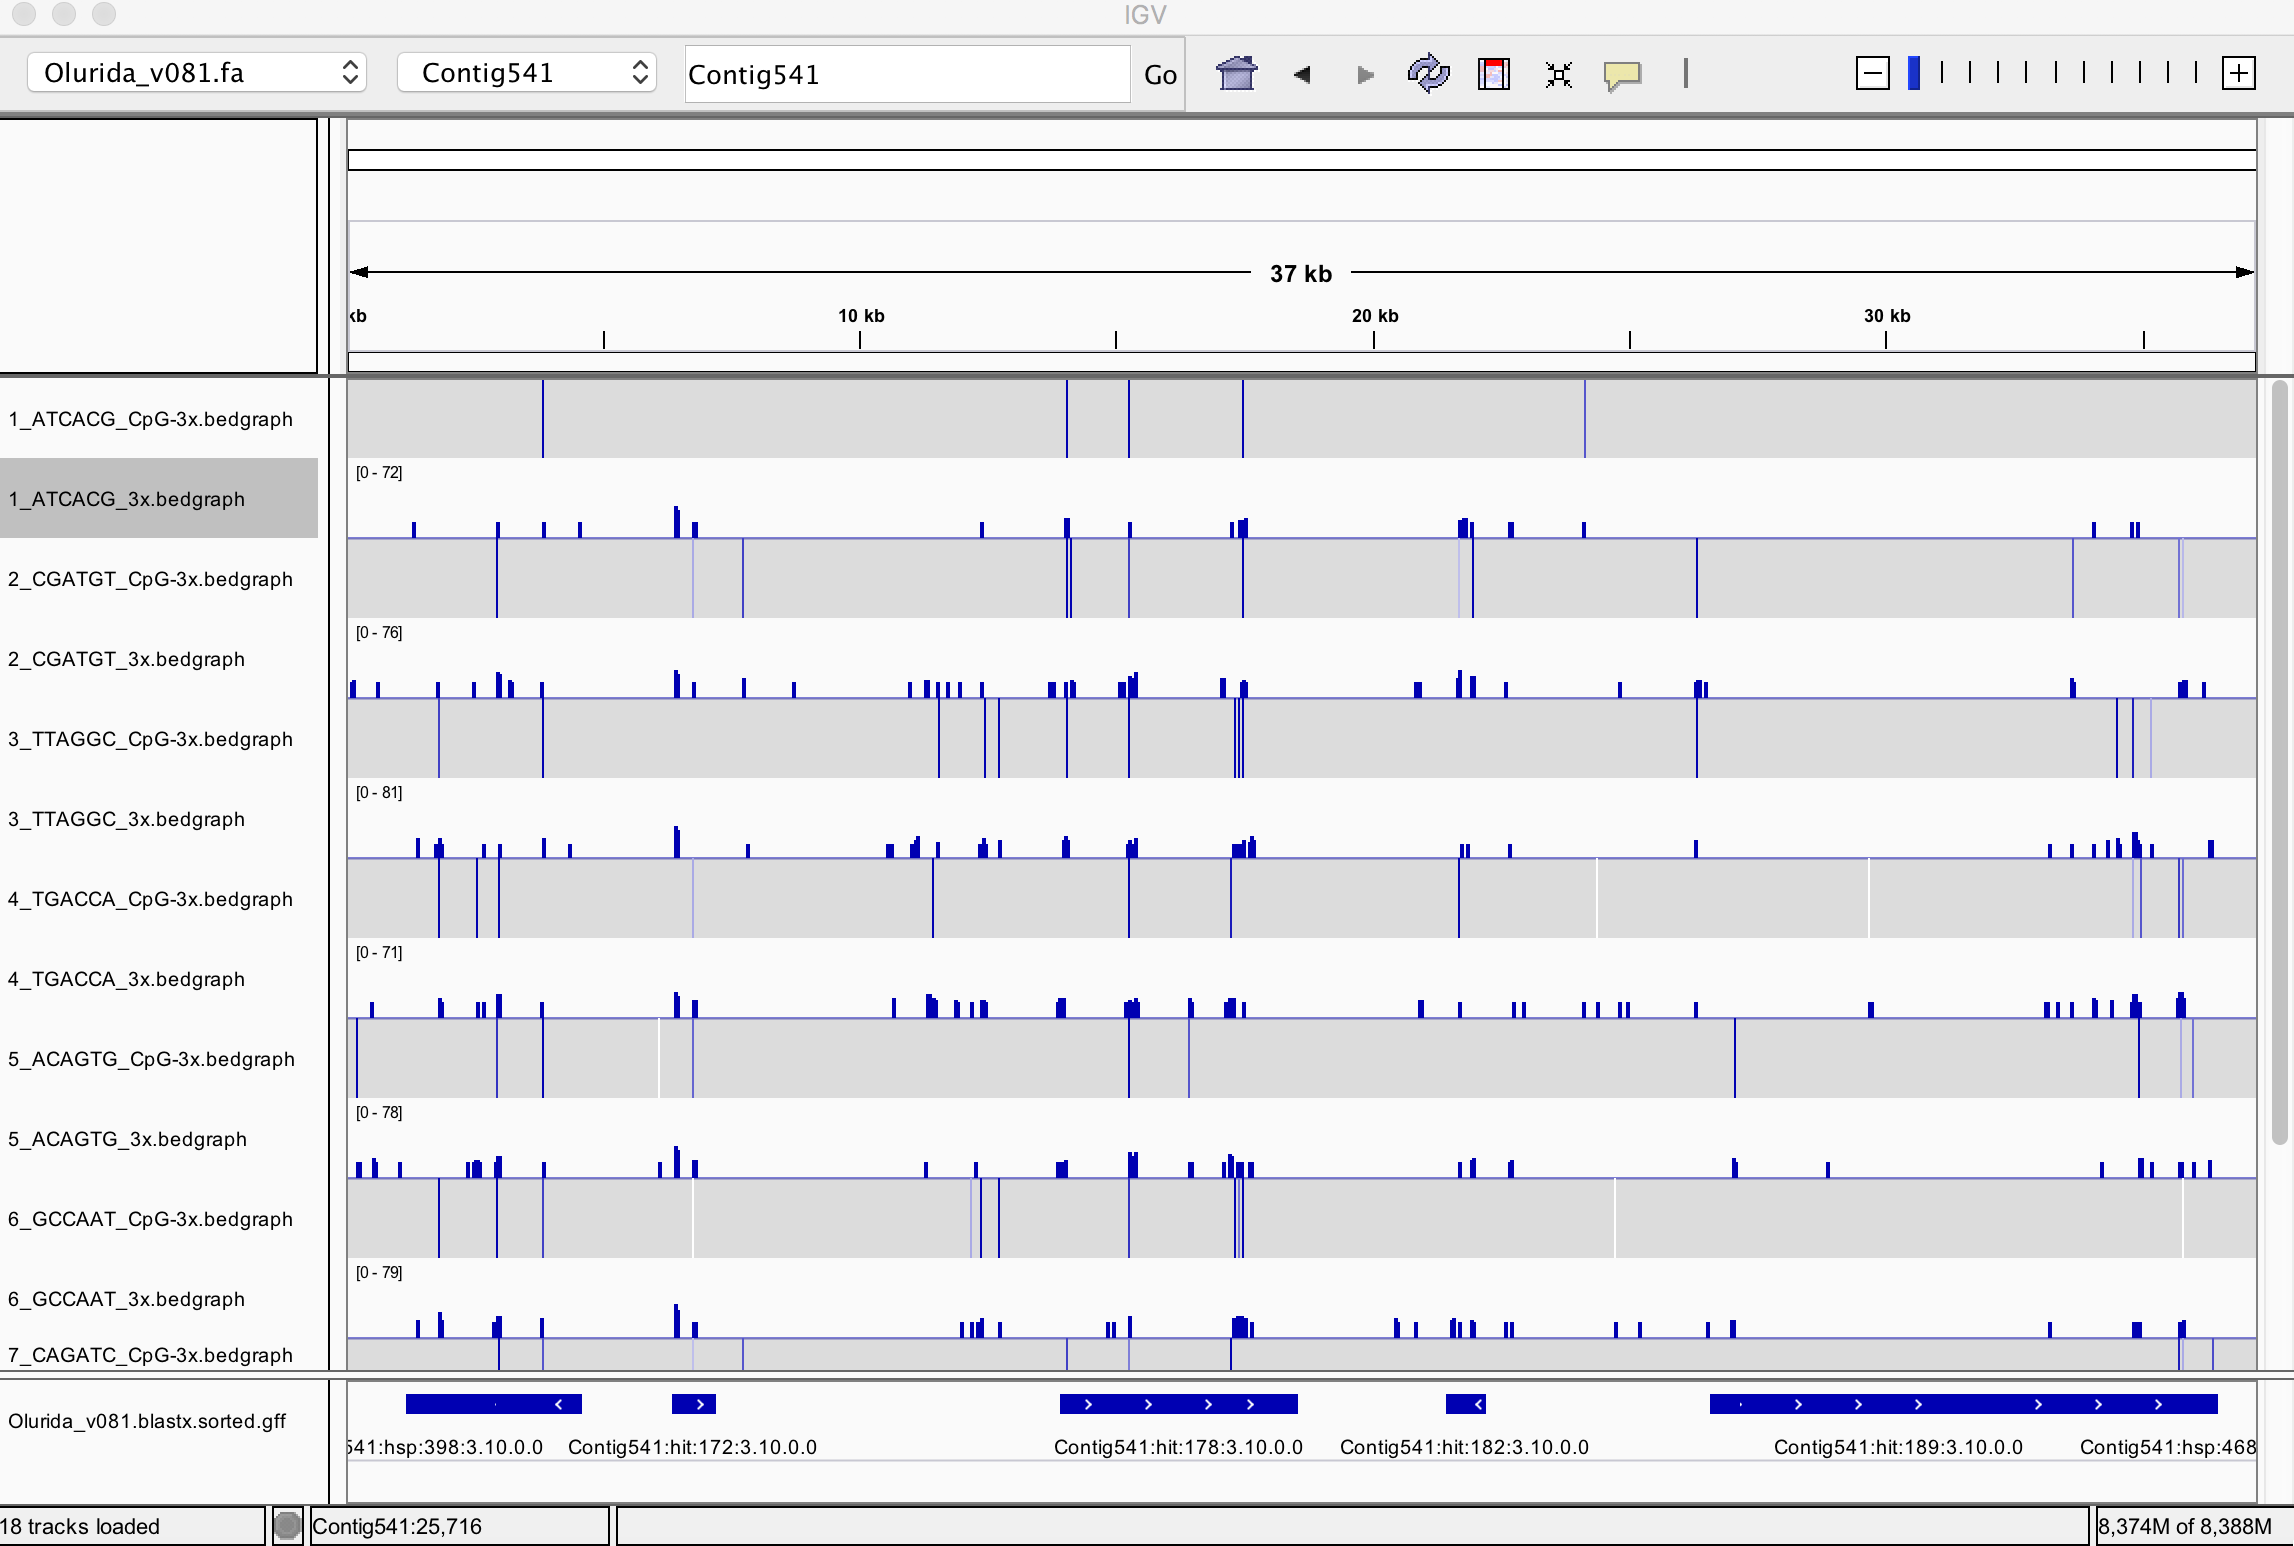 IGV
Olurida_v081.fa Contig541 Contig541 Go
37 kb
kb 10 kb 20 kb 30 kb
1_ATCACG_CpG-3x.bedgraph
[0 - 72]
1_ATCACG_3x.bedgraph
2_CGATGT_CpG-3x.bedgraph
[0 - 76]
2_CGATGT_3x.bedgraph
3_TTAGGC_CpG-3x.bedgraph
[0 - 81]
3_TTAGGC_3x.bedgraph
4_TGACCA_CpG-3x.bedgraph
[0 - 71]
4_TGACCA_3x.bedgraph
5_ACAGTG_CpG-3x.bedgraph
[0 - 78]
5_ACAGTG_3x.bedgraph
6_GCCAAT_CpG-3x.bedgraph
[0 - 79]
6_GCCAAT_3x.bedgraph
7_CAGATC_CpG-3x.bedgraph
Olurida_v081.blastx.sorted.gff
541:hsp:398:3.10.0.0 Contig541:hit:172:3.10.0.0 Contig541:hit:178:3.10.0.0 Contig541:hit:182:3.10.0.0 Contig541:hit:189:3.10.0.0 Contig541:hsp:468
18 tracks loaded Contig541:25,716 8,374M of 8,388M